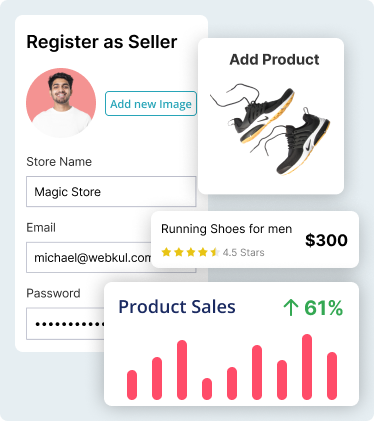 Register as Seller
Add new Image
Store Name
Magic Store
Email
michael@webkul.com
Password
Add Product
Running Shoes for men
4.5 Stars
$300
Product Sales
↑ 61%